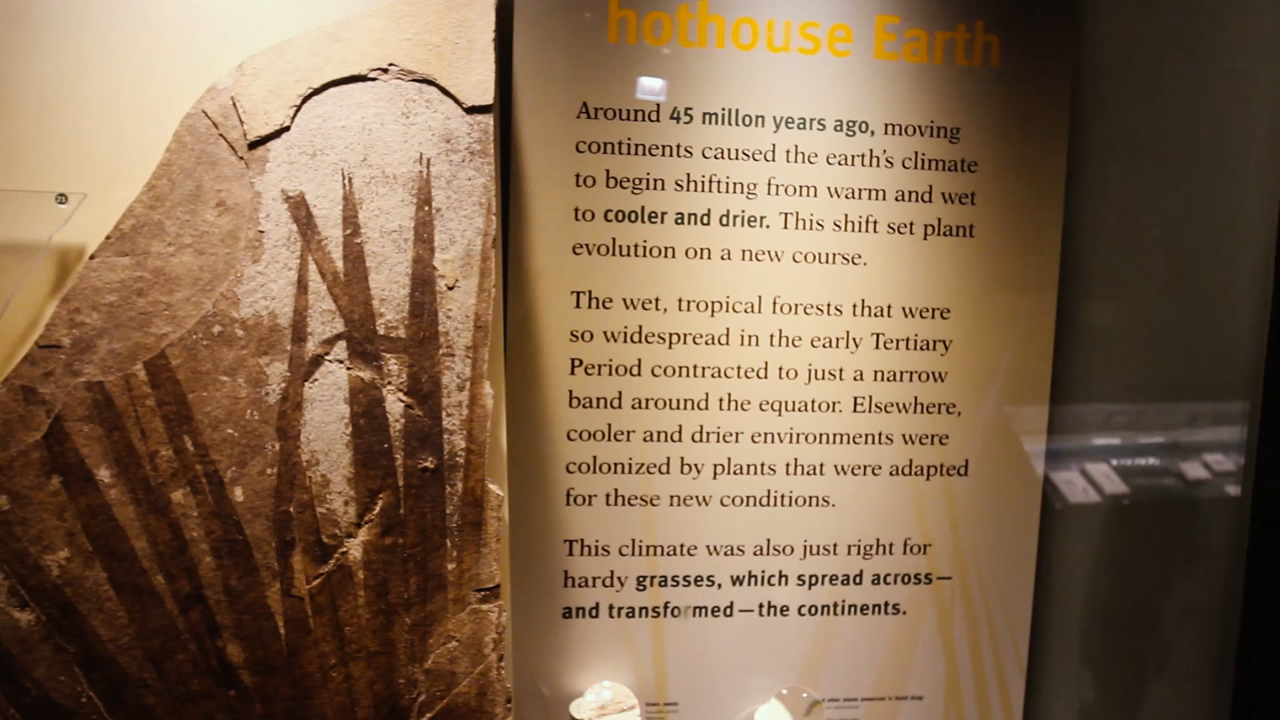 hothouse Earth
Around 45 millon years ago, moving
continents caused the earth's climate
to begin shifting from warm and wet
to cooler and drier. This shift set plant
evolution on a new course.
The wet, tropical forests that were
so widespread in the early Tertiary
Period contracted to just a narrow
band around the equator. Elsewhere,
cooler and drier environments were
colonized by plants that were adapted
for these new conditions.
This climate was also just right for
hardy grasses, which spread across—
and transformed—the continents.